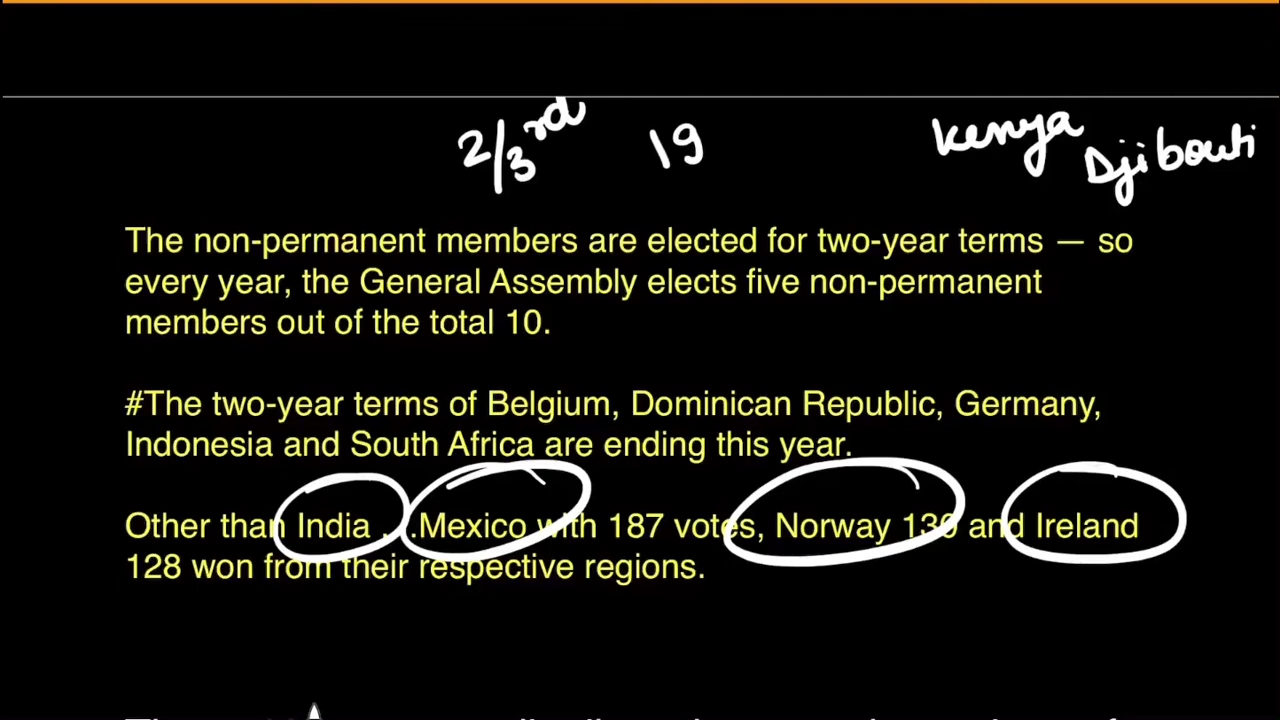 2/3rd 19 Kenya Djibouti
The non-permanent members are elected for two-year terms — so
every year, the General Assembly elects five non-permanent
members out of the total 10.
#The two-year terms of Belgium, Dominican Republic, Germany,
Indonesia and South Africa are ending this year.
Other than India ...Mexico with 187 votes, Norway 130 and Ireland
128 won from their respective regions.